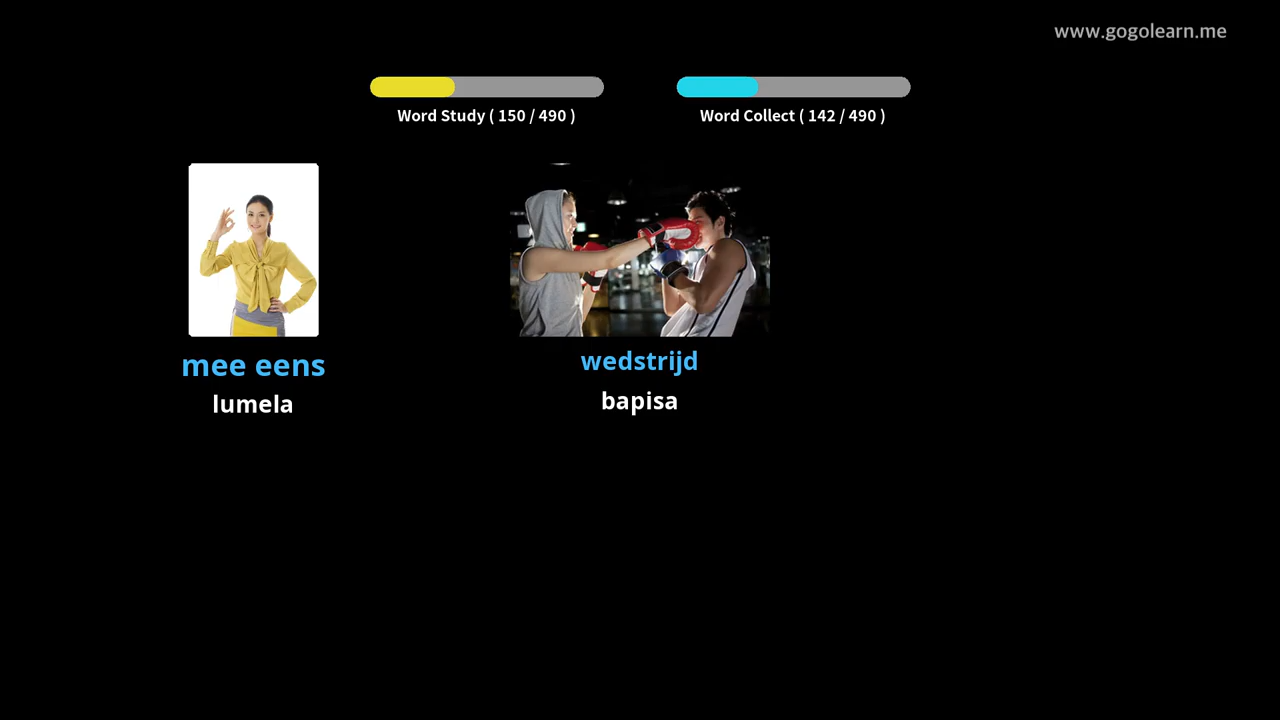 www.gogolearn.me
Word Study ( 150 / 490 )
Word Collect ( 142 / 490 )
mee eens
lumela
wedstrijd
bapisa